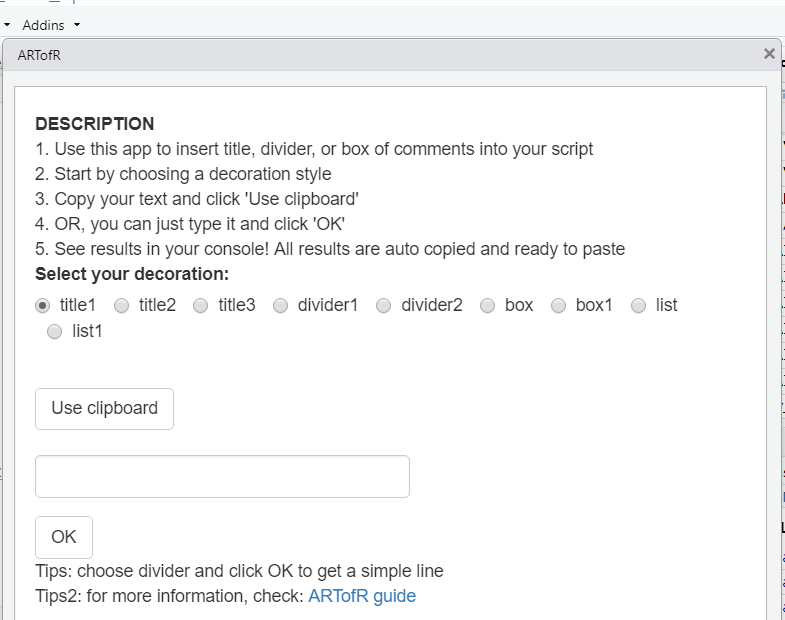 Addins
ARTofR
DESCRIPTION
1. Use this app to insert title, divider, or box of comments into your script
2. Start by choosing a decoration style
3. Copy your text and click 'Use clipboard'
4. OR, you can just type it and click 'OK'
5. See results in your console! All results are auto copied and ready to paste
Select your decoration:
title1 title2 title3 divider1 divider2 box box1 list
list1
Use clipboard
OK
Tips: choose divider and click OK to get a simple line
Tips2: for more information, check: ARTofR guide